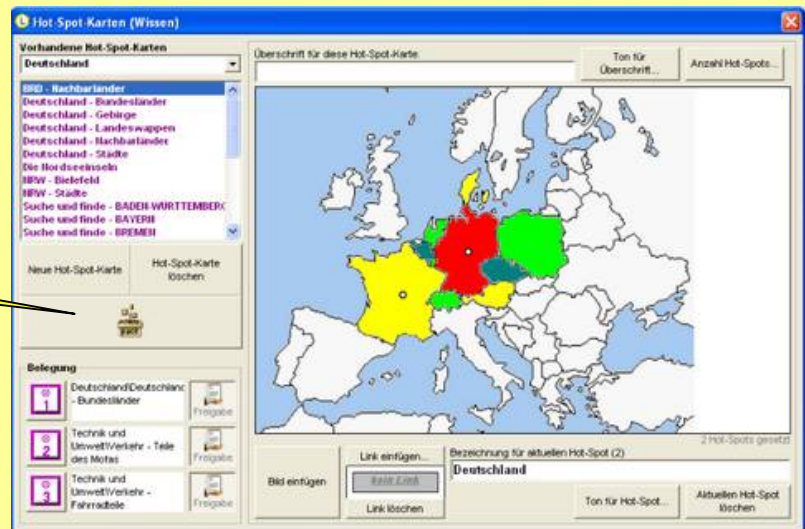 Hot-Spot-Karten (Wissen)
Vorhandene Hot-Spot-Karten
Deutschland
BRD - Nachbarländer
Deutschland - Bundesländer
Deutschland - Gebirge
Deutschland - Landeswappen
Deutschland - Nachbarländer
Deutschland - Städte
Die Nordseeinseln
NRW - Bielefeld
NRW - Städte
Suche und finde - BADEN-WÜRTTEMBERG
Suche und finde - BAYERN
Suche und finde - BREMEN
Neue Hot-Spot-Karte
Hot-Spot-Karte
löschen
Belegung
1
Deutschland\Deutschland
- Bundesländer
Freigabe
2
Technik und
Umwelt\Verkehr - Teile
des Mofas
Freigabe
3
Technik und
Umwelt\Verkehr -
Fahrradteile
Freigabe
Überschrift für diese Hot-Spot-Karte:
Ton für
Überschrift...
Anzahl Hot-Spots...
2 Hot-Spots gesetzt
Bild einfügen
Link einfügen...
kein Link
Link löschen
Bezeichnung für aktuellen Hot-Spot (2)
Deutschland
Ton für Hot-Spot...
Aktuellen Hot-Spot
löschen